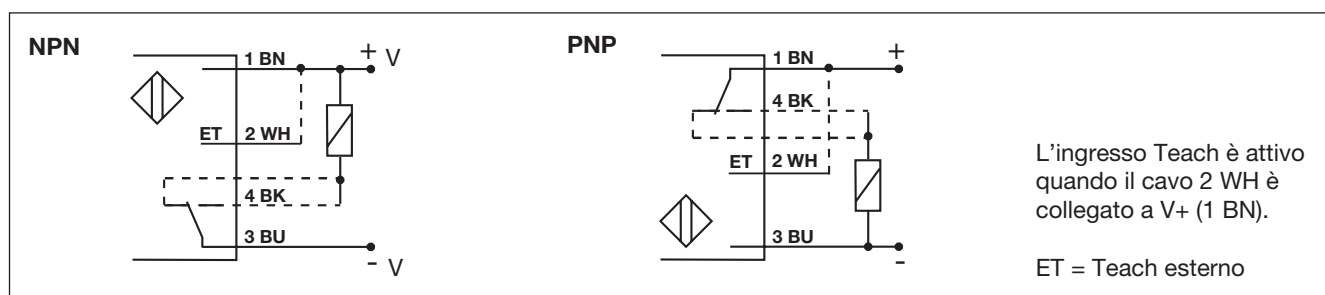 NPN
1 BN
+ V
ET
2 WH
4 BK
3 BU
- V
PNP
1 BN
+
4 BK
ET
2 WH
3 BU
-
L'ingresso Teach è attivo
quando il cavo 2 WH è
collegato a V+ (1 BN).
ET = Teach esterno